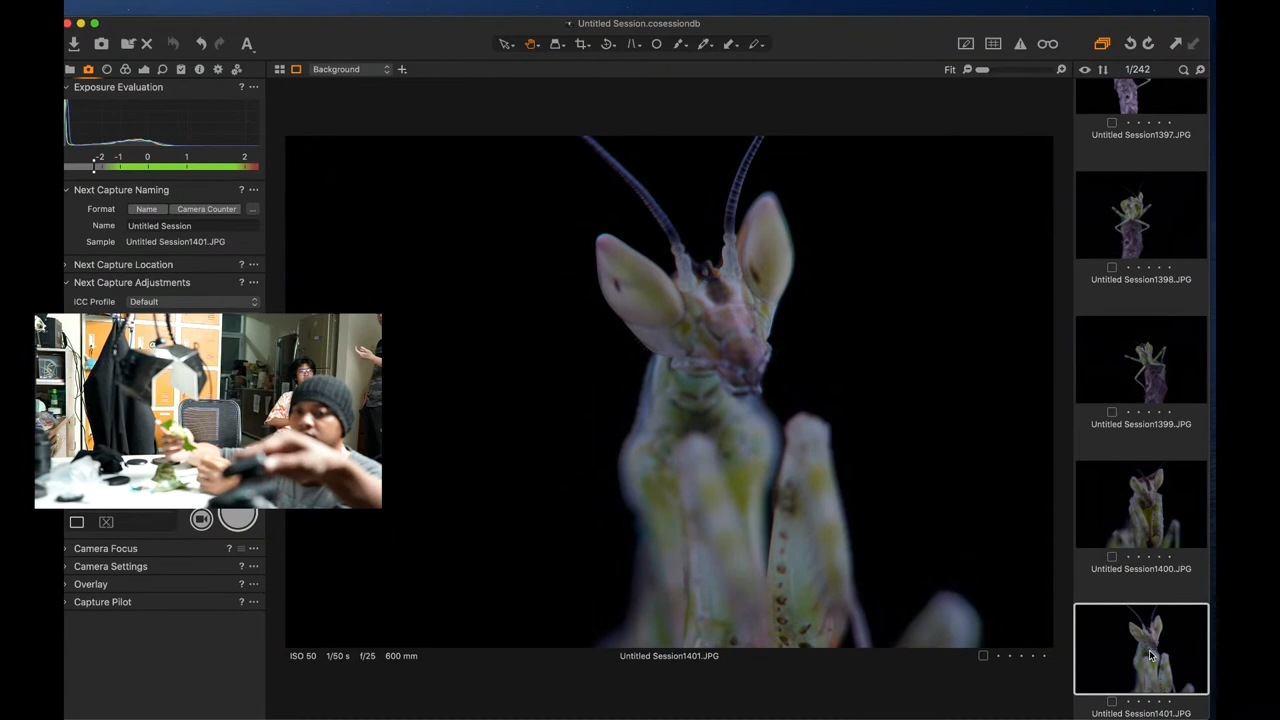 Untitled Session.cosessiondb
A
Background
Fit
1/242
Exposure Evaluation ?
-2 -1 0 1 2
Next Capture Naming ?
Format Name Camera Counter
Name Untitled Session
Sample Untitled Session1401.JPG
Next Capture Location ?
Next Capture Adjustments ?
ICC Profile Default
Camera Focus ?
Camera Settings ?
Overlay ?
Capture Pilot ?
ISO 50 1/50 s f/25 600 mm
Untitled Session1401.JPG
Untitled Session1397.JPG
Untitled Session1398.JPG
Untitled Session1399.JPG
Untitled Session1400.JPG
Untitled Session1401.JPG